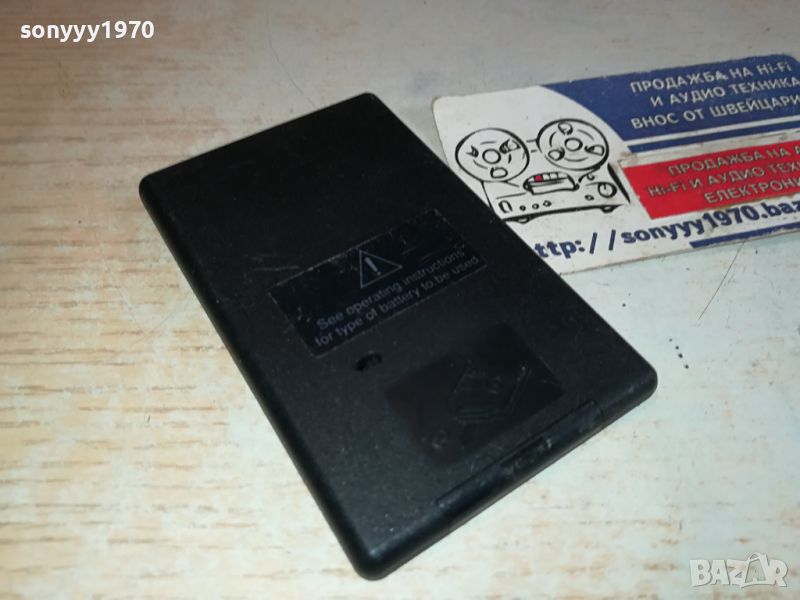 sonyyy1970
ПРОДАЖБА НА Hi-Fi
И АУДИО ТЕХНИКА
ВНОС ОТ ШВЕЙЦАРИ
ПРОДАЖБА НА А
Hi-Fi И АУДИО ТЕХ
ЕЛЕКТРОНИ
http://sonyyy1970.baz
See operating instructions
for type of battery to be used
BAZAR